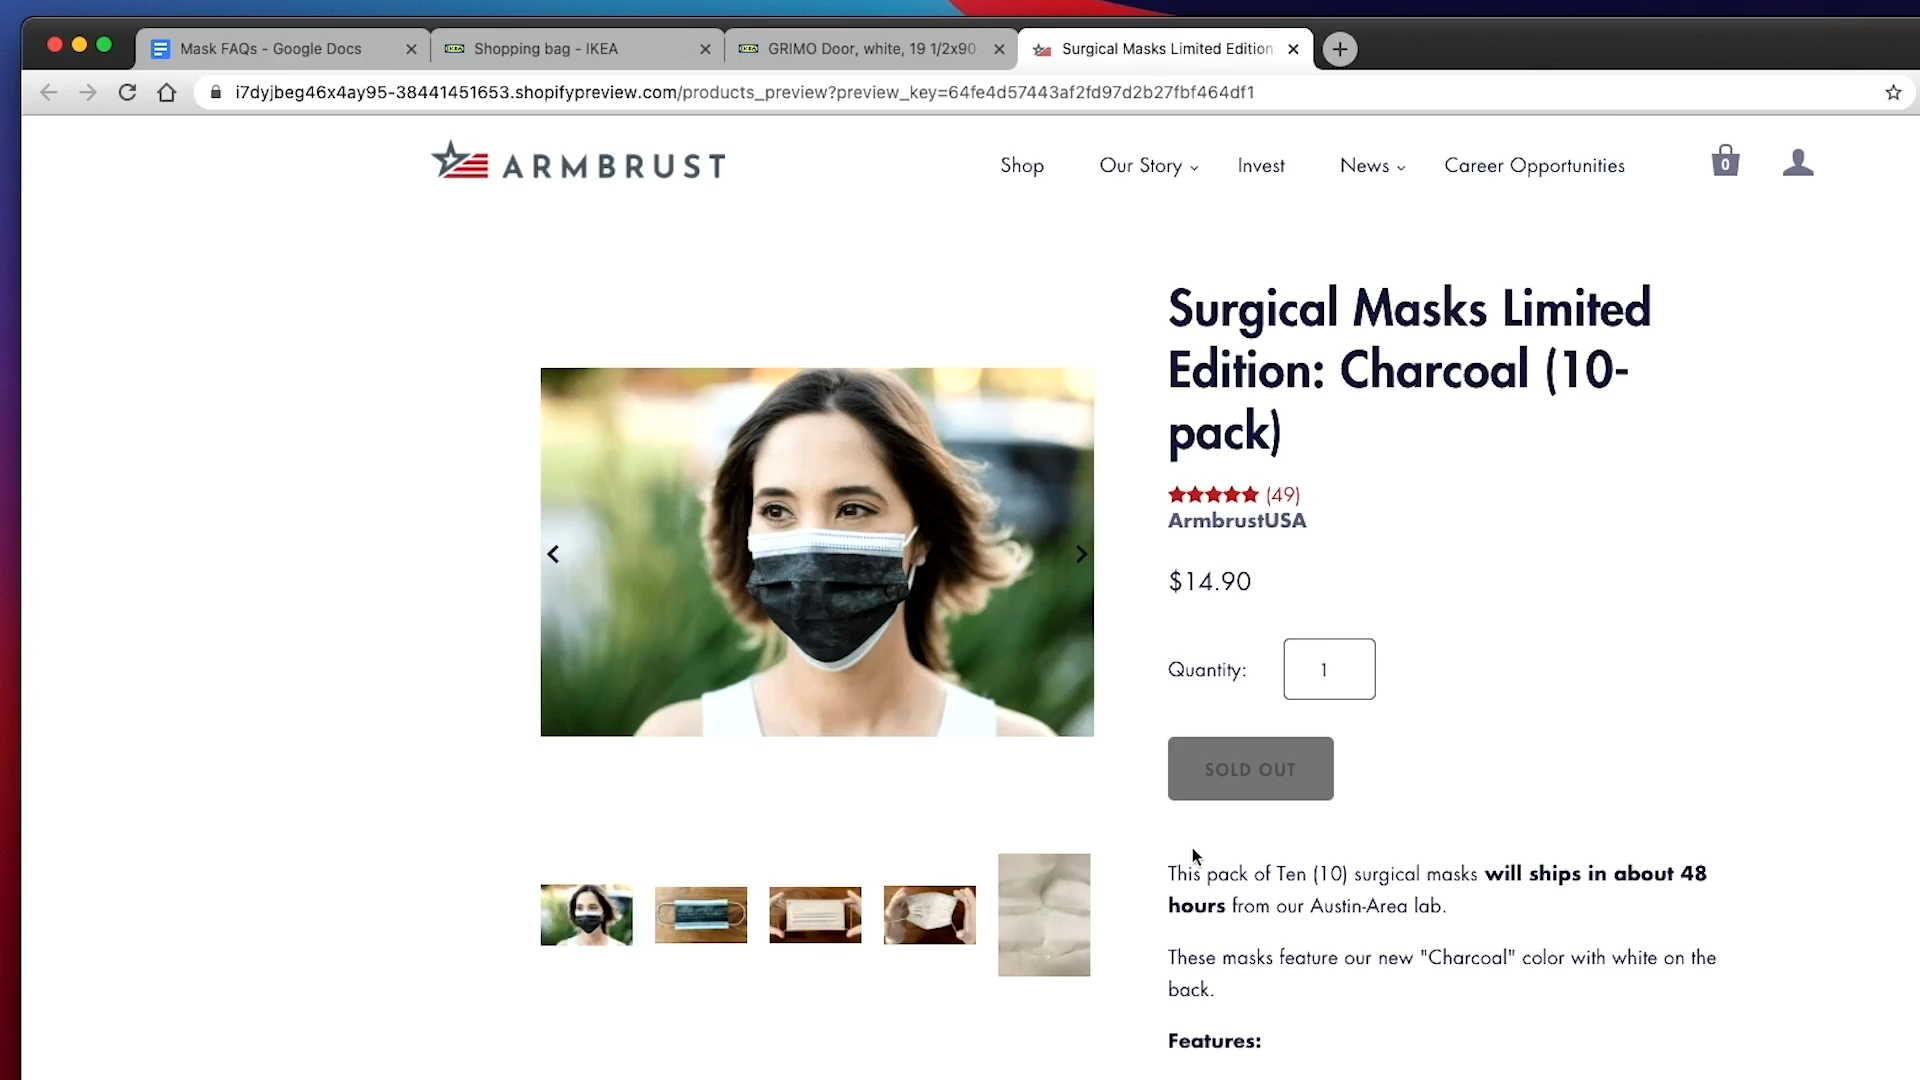 Mask FAQs - Google Docs
Shopping bag - IKEA
GRIMO Door, white, 19 1/2x90
Surgical Masks Limited Edition
i7dyjbeg46x4ay95-38441451653.shopifypreview.com/products_preview?preview_key=64fe4d57443af2fd97d2b27fbf464df1
ARMBRUST
Shop
Our Story
Invest
News
Career Opportunities
0
Surgical Masks Limited
Edition: Charcoal (10-
pack)
(49)
ArmbrustUSA
$14.90
Quantity:
1
SOLD OUT
This pack of Ten (10) surgical masks will ships in about 48
hours from our Austin-Area lab.
These masks feature our new "Charcoal" color with white on the
back.
Features: